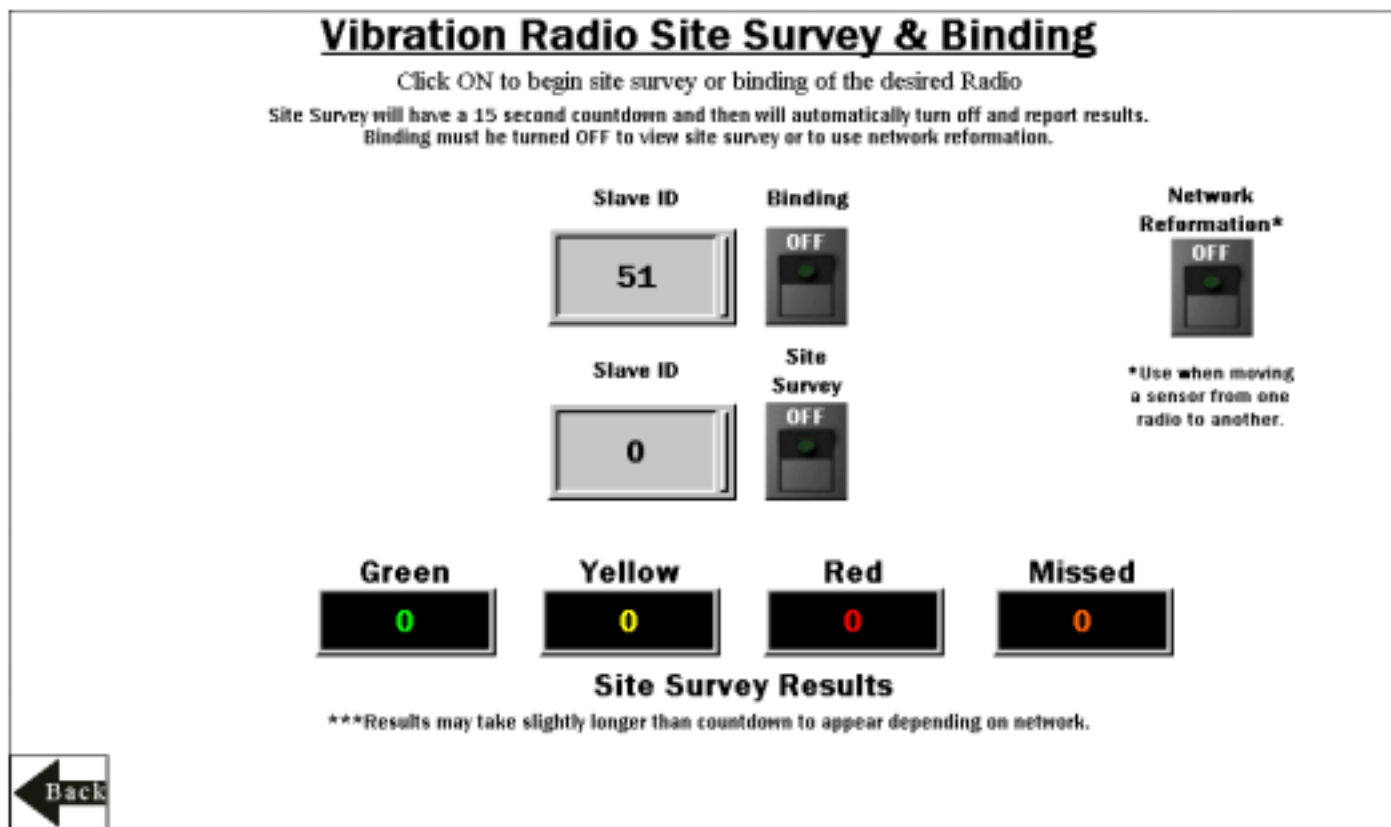 Vibration Radio Site Survey & Binding
Click ON to begin site survey or binding of the desired Radio
Site Survey will have a 15 second countdown and then will automatically turn off and report results.
Binding must be turned OFF to view site survey or to use network reformation.
Slave ID
Binding
51
OFF
Network
Reformation*
OFF
*Use when moving
a sensor from one
radio to another.
Slave ID
Site
Survey
0
OFF
Green
Yellow
Red
Missed
0
0
0
0
Site Survey Results
***Results may take slightly longer than countdown to appear depending on network.
Back